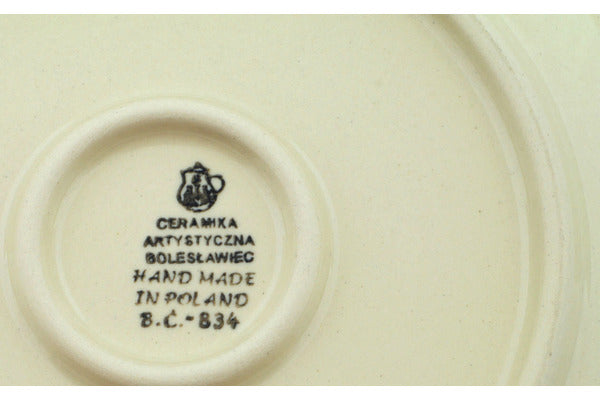 CERAMIKA
ARTYSTYCZNA
BOLESŁAWIEC
HAND MADE
IN POLAND
B.Ć.-834